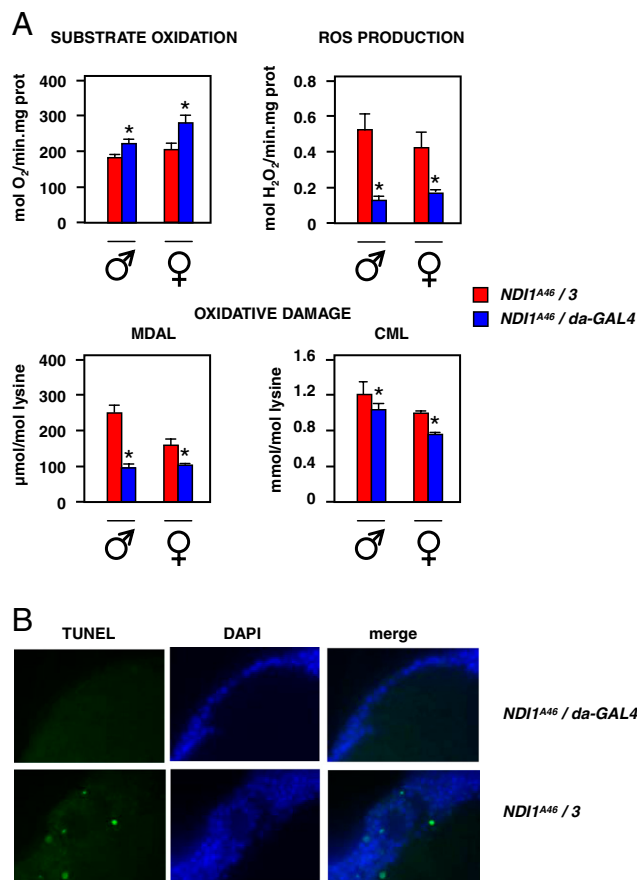 A
SUBSTRATE OXIDATION
ROS PRODUCTION
mol O₂/min.mg prot
400
300
200
100
0
*
*
♂
♀
mol H₂O₂/min.mg prot
0.8
0.6
0.4
0.2
0
*
*
♂
♀
NDI1ᴬ⁴⁶ / 3
NDI1ᴬ⁴⁶ / da-GAL4
OXIDATIVE DAMAGE
MDAL
CML
µmol/mol lysine
400
300
200
100
0
*
*
♂
♀
mmol/mol lysine
1.6
1.2
0.8
0.4
0
*
*
♂
♀
B
TUNEL
DAPI
merge
NDI1ᴬ⁴⁶ / da-GAL4
NDI1ᴬ⁴⁶ / 3